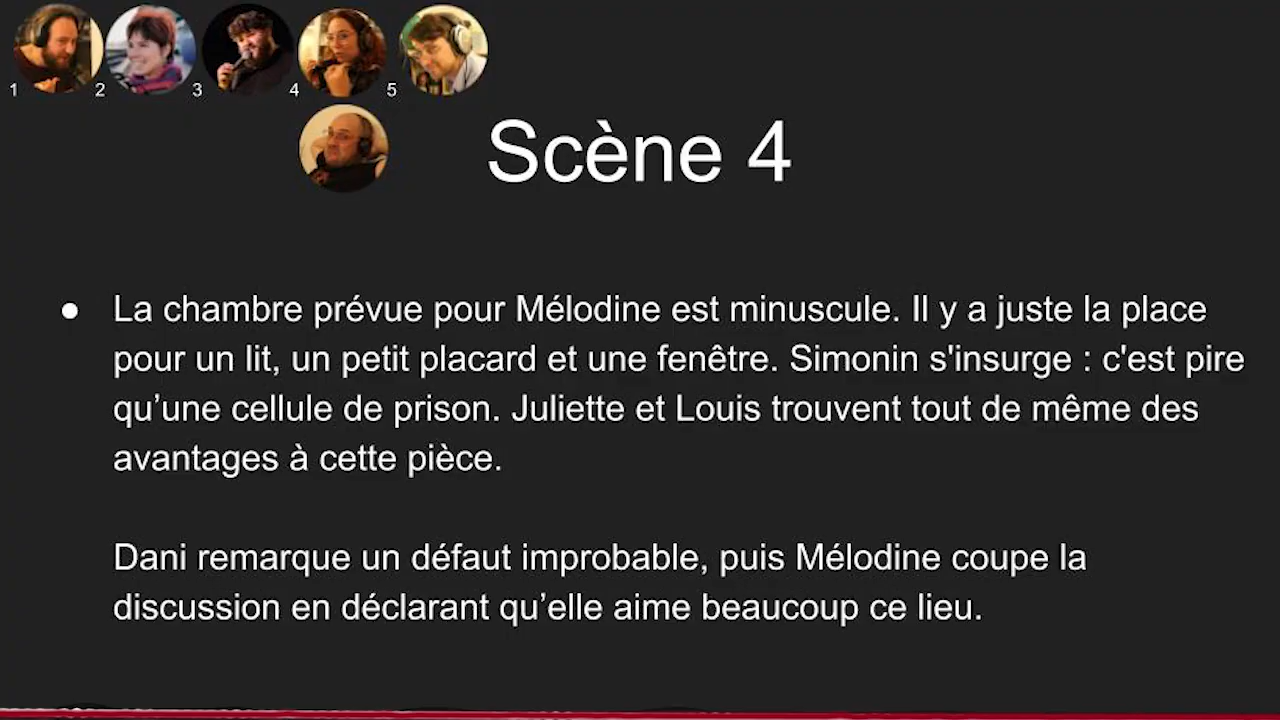 1 2 3 4 5
Scène 4
● La chambre prévue pour Mélodine est minuscule. Il y a juste la place
pour un lit, un petit placard et une fenêtre. Simonin s'insurge : c'est pire
qu’une cellule de prison. Juliette et Louis trouvent tout de même des
avantages à cette pièce.
Dani remarque un défaut improbable, puis Mélodine coupe la
discussion en déclarant qu’elle aime beaucoup ce lieu.